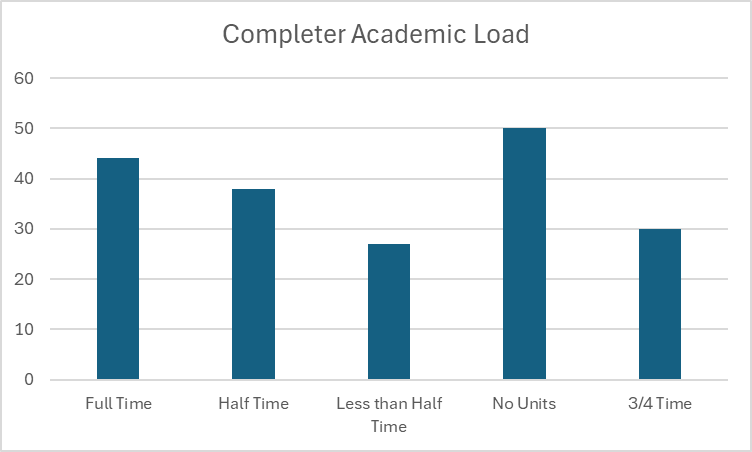 Completer Academic Load
60
50
40
30
20
10
0
Full Time
Half Time
Less than Half
Time
No Units
3/4 Time